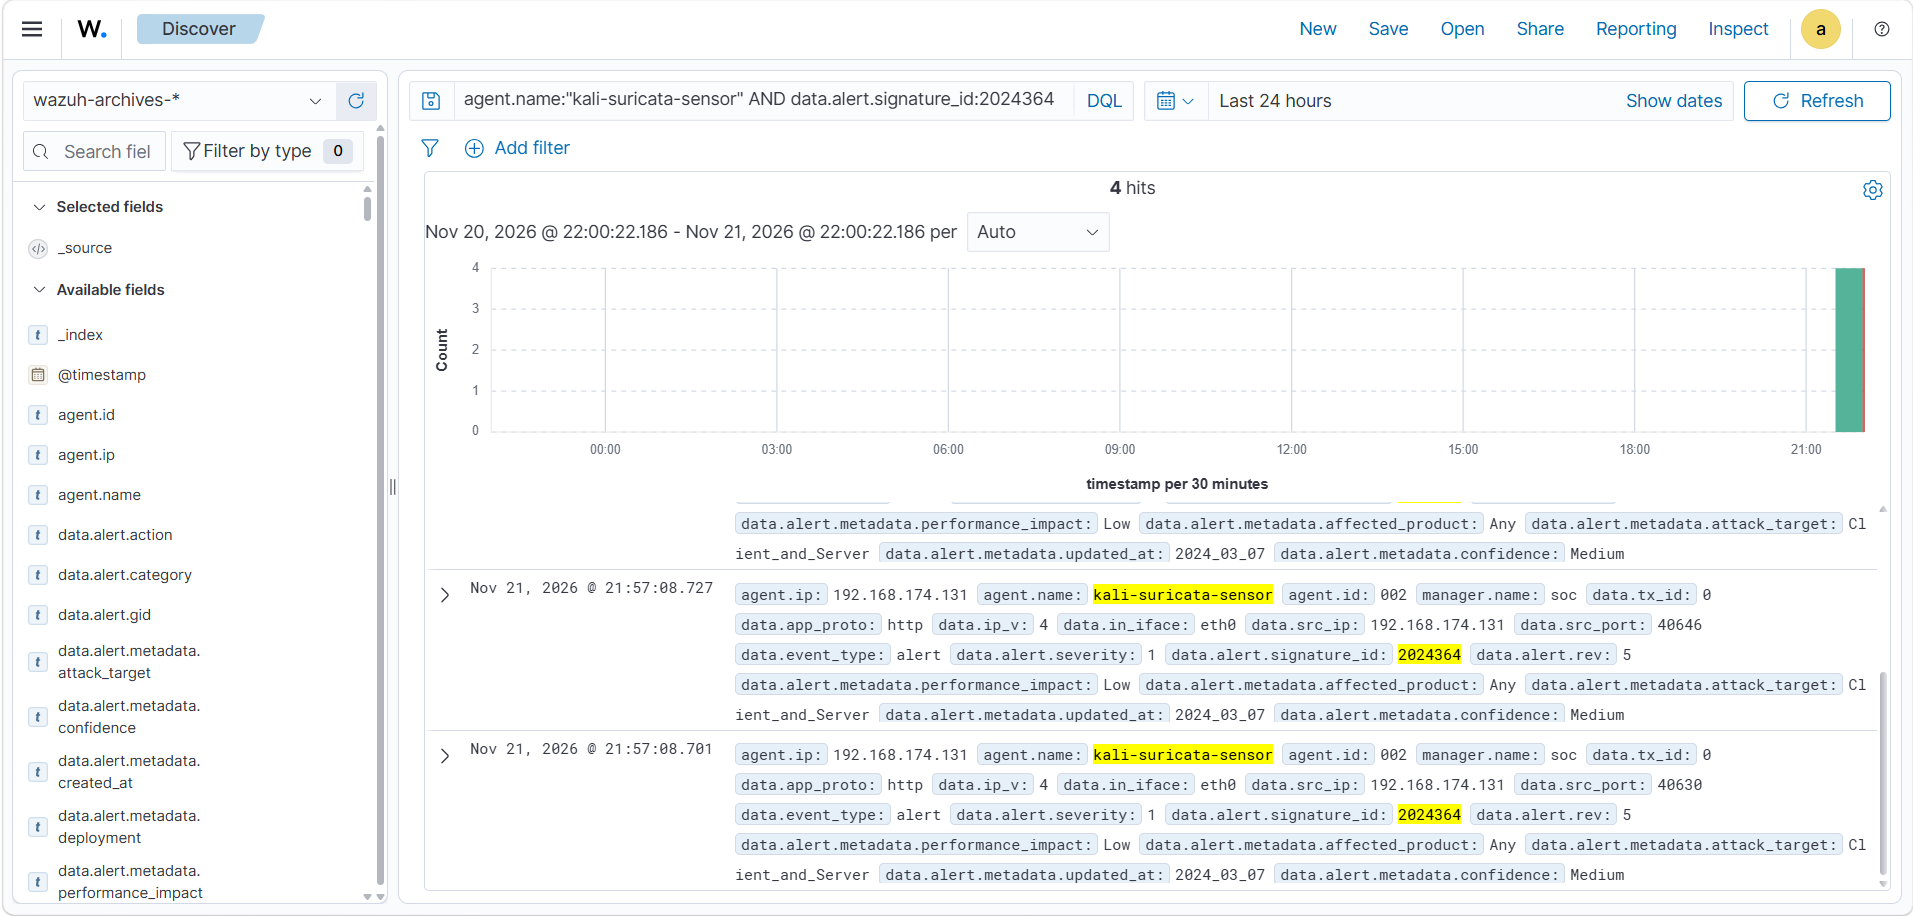 W.
Discover
New Save Open Share Reporting Inspect a
wazuh-archives-*
agent.name:"kali-suricata-sensor" AND data.alert.signature_id:2024364
DQL
Last 24 hours
Show dates
Refresh
Search fiel
Filter by type 0
Add filter
Selected fields
_source
Available fields
_index
@timestamp
agent.id
agent.ip
agent.name
data.alert.action
data.alert.category
data.alert.gid
data.alert.metadata.
attack_target
data.alert.metadata.
confidence
data.alert.metadata.
created_at
data.alert.metadata.
deployment
data.alert.metadata.
performance_impact
4 hits
Nov 20, 2026 @ 22:00:22.186 - Nov 21, 2026 @ 22:00:22.186 per Auto
Count
4
3
2
1
0
00:00 03:00 06:00 09:00 12:00 15:00 18:00 21:00
timestamp per 30 minutes
data.alert.metadata.performance_impact: Low data.alert.metadata.affected_product: Any data.alert.metadata.attack_target: Cl
ient_and_Server data.alert.metadata.updated_at: 2024_03_07 data.alert.metadata.confidence: Medium
Nov 21, 2026 @ 21:57:08.727
agent.ip: 192.168.174.131 agent.name: kali-suricata-sensor agent.id: 002 manager.name: soc data.tx_id: 0
data.app_proto: http data.ip_v: 4 data.in_iface: eth0 data.src_ip: 192.168.174.131 data.src_port: 40646
data.event_type: alert data.alert.severity: 1 data.alert.signature_id: 2024364 data.alert.rev: 5
data.alert.metadata.performance_impact: Low data.alert.metadata.affected_product: Any data.alert.metadata.attack_target: Cl
ient_and_Server data.alert.metadata.updated_at: 2024_03_07 data.alert.metadata.confidence: Medium
Nov 21, 2026 @ 21:57:08.701
agent.ip: 192.168.174.131 agent.name: kali-suricata-sensor agent.id: 002 manager.name: soc data.tx_id: 0
data.app_proto: http data.ip_v: 4 data.in_iface: eth0 data.src_ip: 192.168.174.131 data.src_port: 40630
data.event_type: alert data.alert.severity: 1 data.alert.signature_id: 2024364 data.alert.rev: 5
data.alert.metadata.performance_impact: Low data.alert.metadata.affected_product: Any data.alert.metadata.attack_target: Cl
ient_and_Server data.alert.metadata.updated_at: 2024_03_07 data.alert.metadata.confidence: Medium